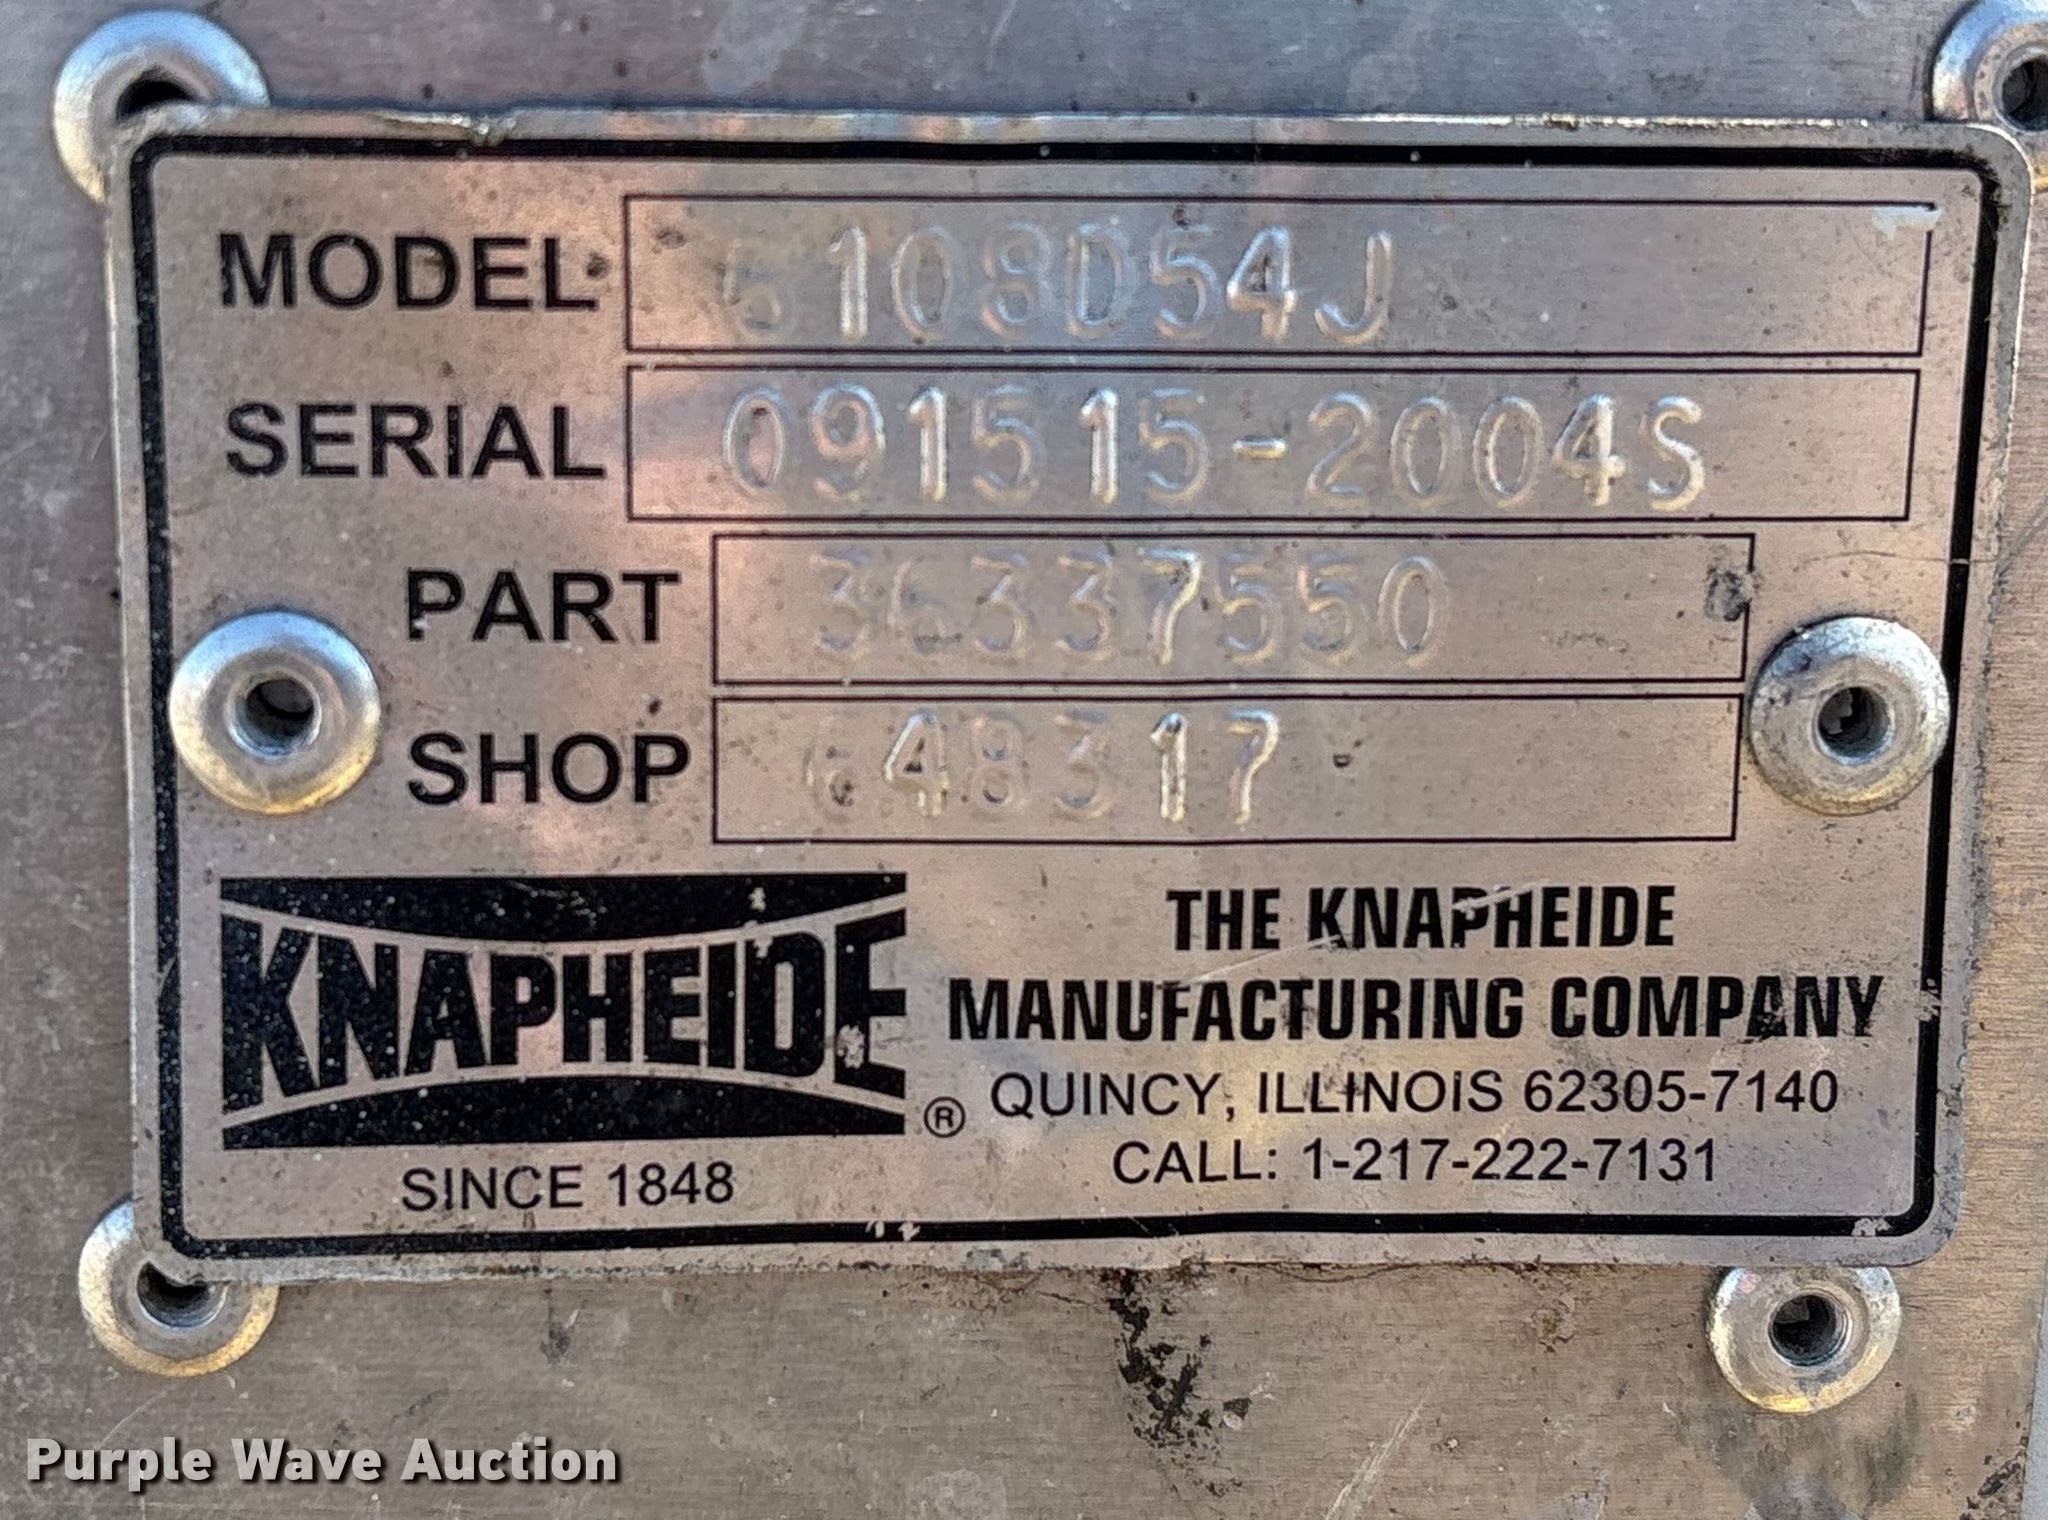 MODEL 6108D54J
SERIAL 091515-2004S
PART 36337550
SHOP 648317
KNAPHEIDE ®
SINCE 1848
THE KNAPHEIDE
MANUFACTURING COMPANY
QUINCY, ILLINOIS 62305-7140
CALL: 1-217-222-7131
Purple Wave Auction